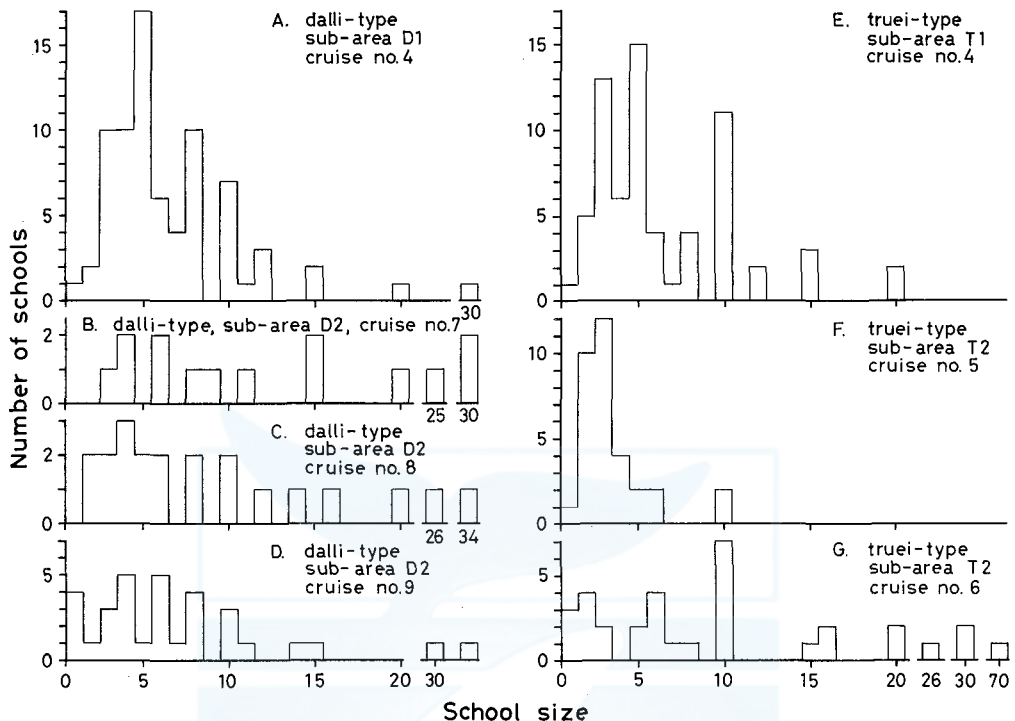 A. dalli-type
sub-area D1
cruise no.4
15
10
5
0
30
B. dalli-type, sub-area D2, cruise no.7
2
0
25 30
C. dalli-type
sub-area D2
cruise no.8
2
0
26 34
D. dalli-type
sub-area D2
cruise no.9
5
0
0 5 10 15 20 30
E. truei-type
sub-area T1
cruise no.4
15
10
5
0
F. truei-type
sub-area T2
cruise no. 5
10
5
0
G. truei-type
sub-area T2
cruise no. 6
5
0
0 5 10 15 20 26 30 70
Number of schools
School size